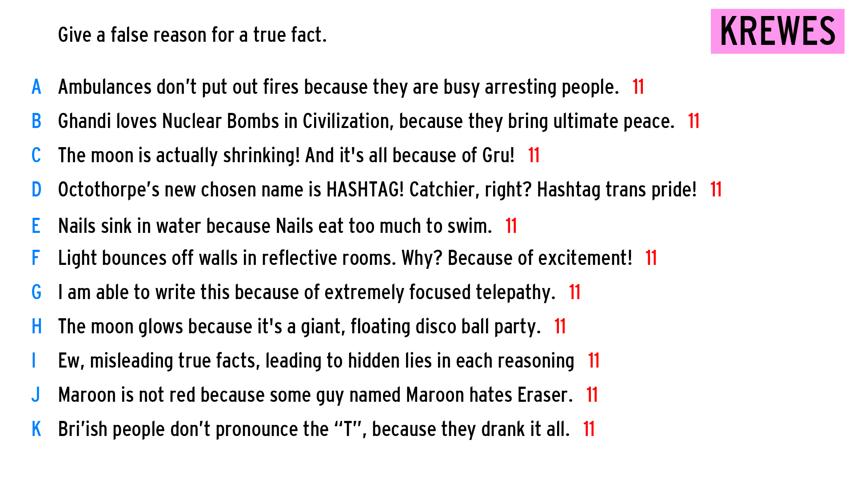 Give a false reason for a true fact.
KREWES
A Ambulances don't put out fires because they are busy arresting people. 11
B Ghandi loves Nuclear Bombs in Civilization, because they bring ultimate peace. 11
C The moon is actually shrinking! And it's all because of Gru! 11
D Octothorpe's new chosen name is HASHTAG! Catchier, right? Hashtag trans pride! 11
E Nails sink in water because Nails eat too much to swim. 11
F Light bounces off walls in reflective rooms. Why? Because of excitement! 11
G I am able to write this because of extremely focused telepathy. 11
H The moon glows because it's a giant, floating disco ball party. 11
I Ew, misleading true facts, leading to hidden lies in each reasoning 11
J Maroon is not red because some guy named Maroon hates Eraser. 11
K Bri'ish people don't pronounce the “T”, because they drank it all. 11